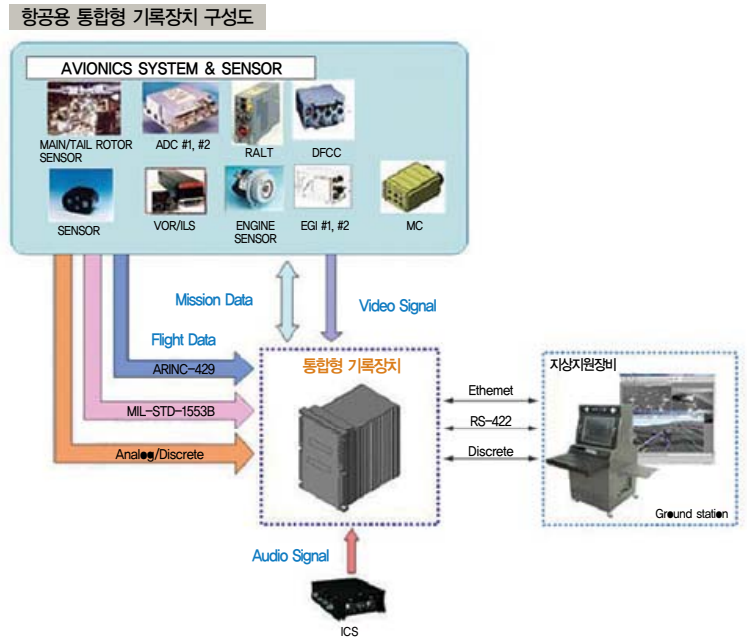 항공용 통합형 기록장치 구성도
AVIONICS SYSTEM & SENSOR
MAIN/TAIL ROTOR
SENSOR
ADC #1, #2
RALT
DFCC
SENSOR
VOR/ILS
ENGINE
SENSOR
EGI #1, #2
MC
Mission Data
Video Signal
Flight Data
ARINC-429
MIL-STD-1553B
Analog/Discrete
통합형 기록장치
Ethemet
RS-422
Discrete
지상지원장비
Ground station
Audio Signal
ICS